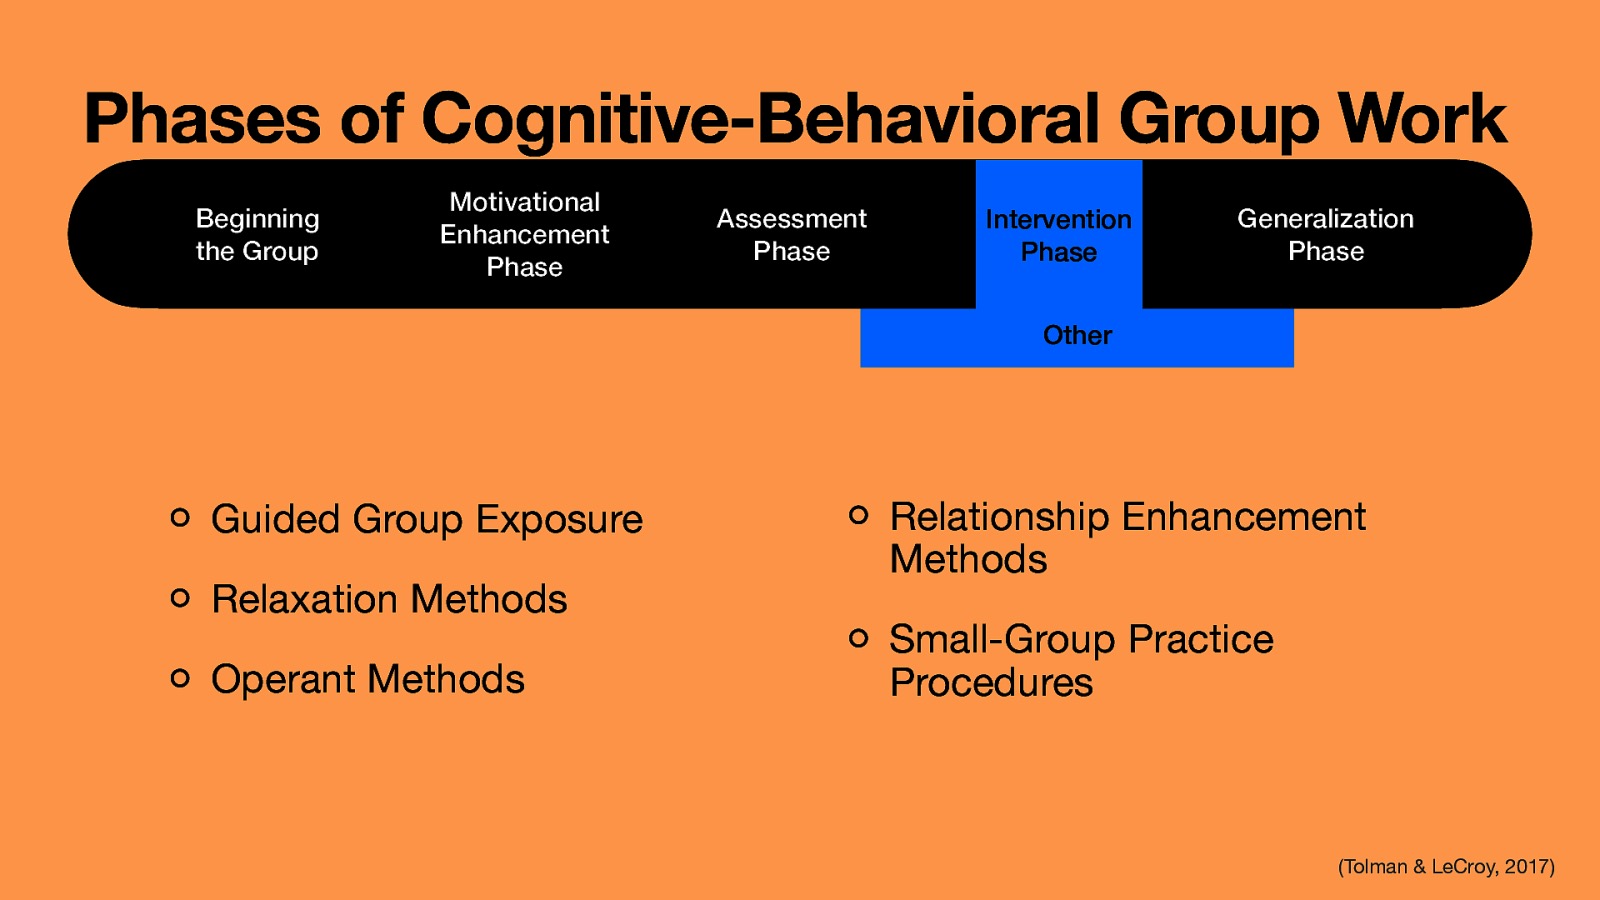 Phases of Cognitive-Behavioral Group Work
Beginning
the Group
Motivational
Enhancement
Phase
Assessment
Phase
Intervention
Phase
Generalization
Phase
Other
Guided Group Exposure
Relaxation Methods
Operant Methods
Relationship Enhancement
Methods
Small-Group Practice
Procedures
(Tolman & LeCroy, 2017)